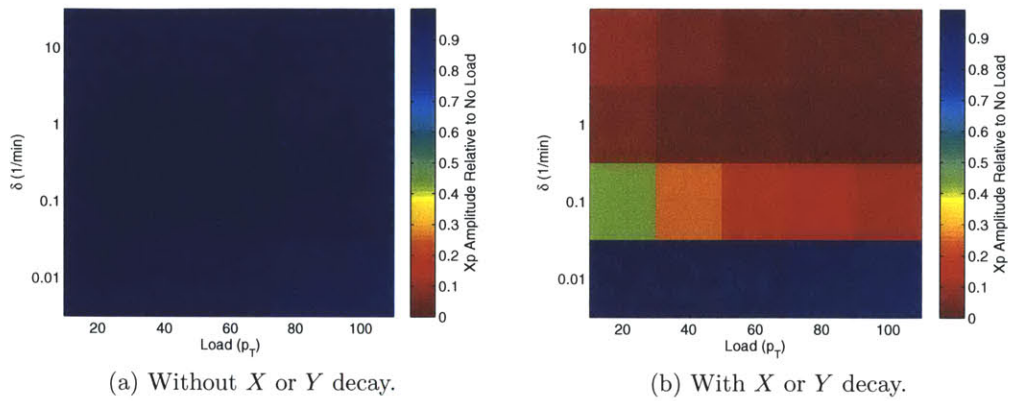 10
1
0.1
0.01
δ (1/min)
20 40 60 80 100
Load (pT)
0.9
0.8
0.7
0.6
0.5
0.4
0.3
0.2
0.1
0
Xp Amplitude Relative to No Load
(a) Without X or Y decay.
10
1
0.1
0.01
δ (1/min)
20 40 60 80 100
Load (pT)
0.9
0.8
0.7
0.6
0.5
0.4
0.3
0.2
0.1
0
Xp Amplitude Relative to No Load
(b) With X or Y decay.